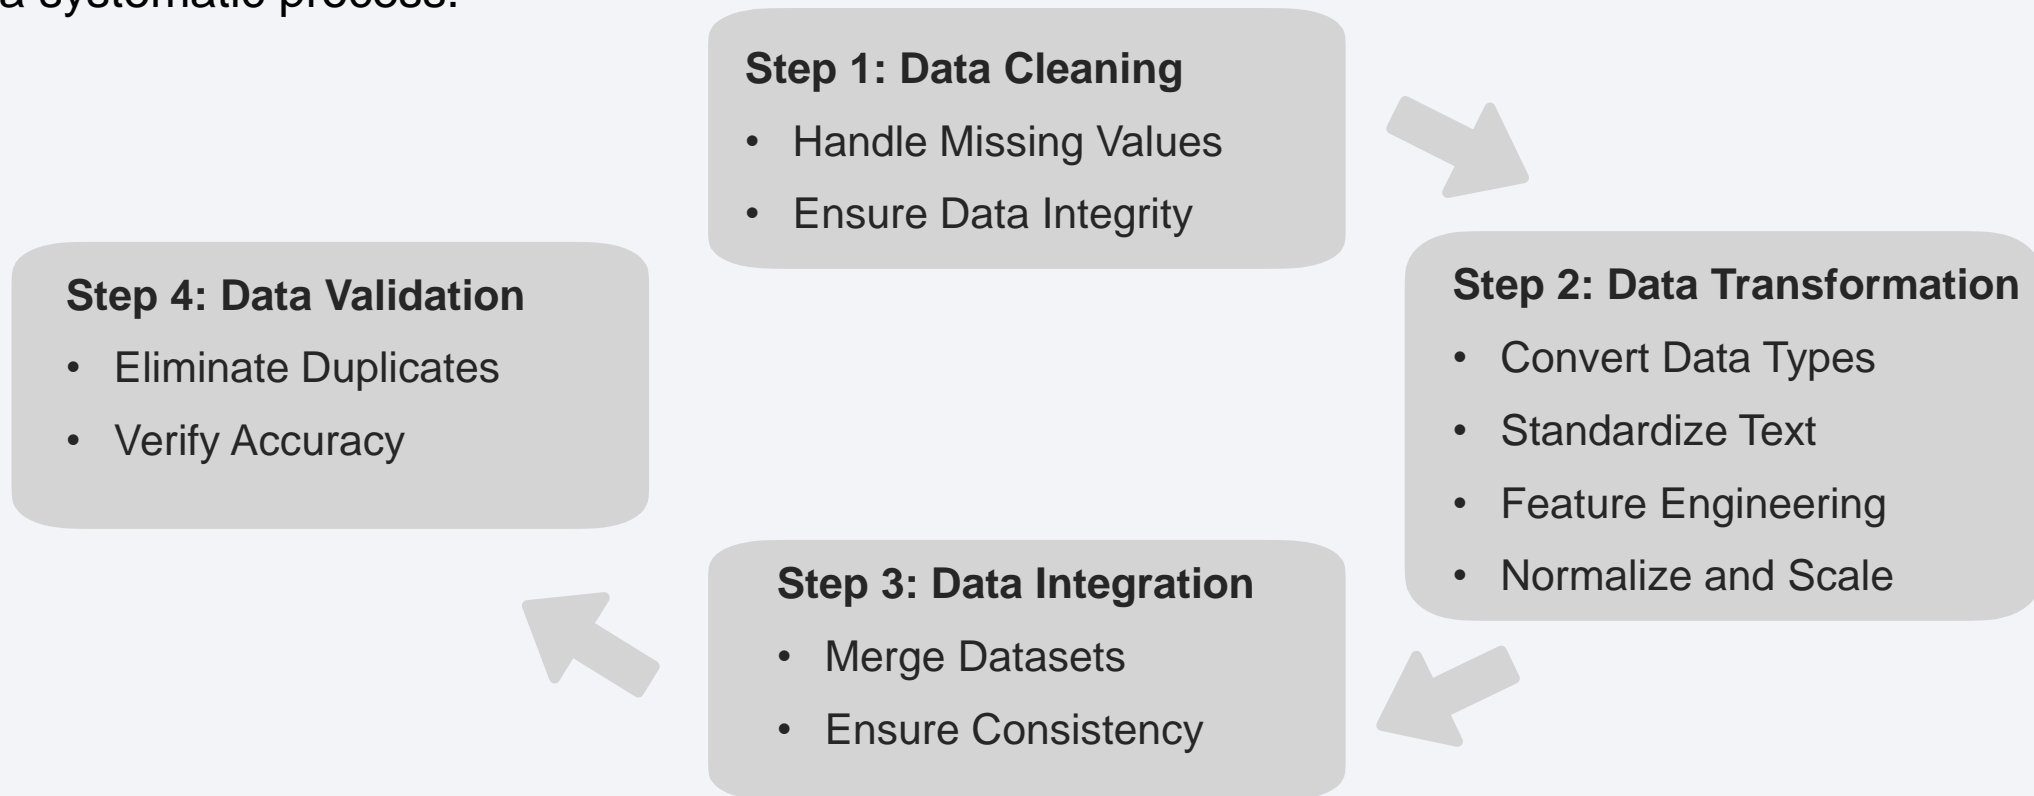 a systematic process.
Step 1: Data Cleaning
• Handle Missing Values
• Ensure Data Integrity
Step 2: Data Transformation
• Convert Data Types
• Standardize Text
• Feature Engineering
• Normalize and Scale
Step 3: Data Integration
• Merge Datasets
• Ensure Consistency
Step 4: Data Validation
• Eliminate Duplicates
• Verify Accuracy